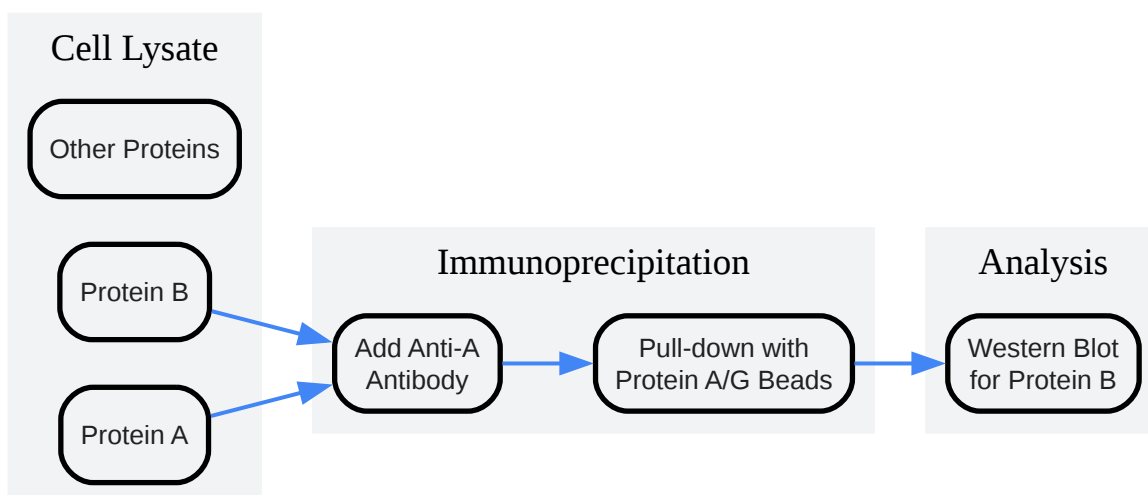 Cell Lysate
Other Proteins
Protein B
Protein A
Immunoprecipitation
Add Anti-A
Antibody
Pull-down with
Protein A/G Beads
Analysis
Western Blot
for Protein B